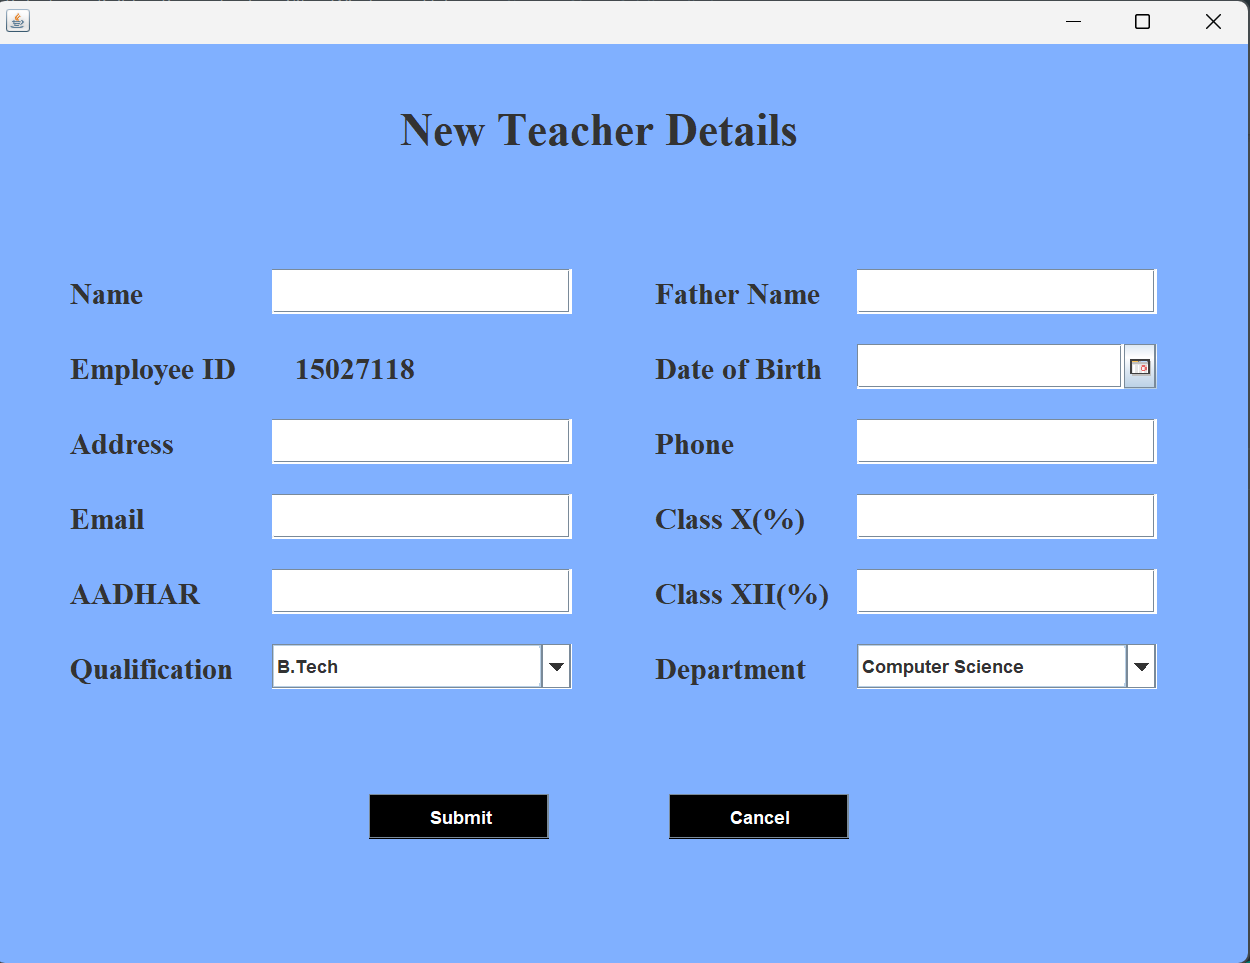 New Teacher Details
Name
Father Name
Employee ID 15027118
Date of Birth
Address
Phone
Email
Class X(%)
AADHAR
Class XII(%)
Qualification B.Tech
Department Computer Science
Submit
Cancel